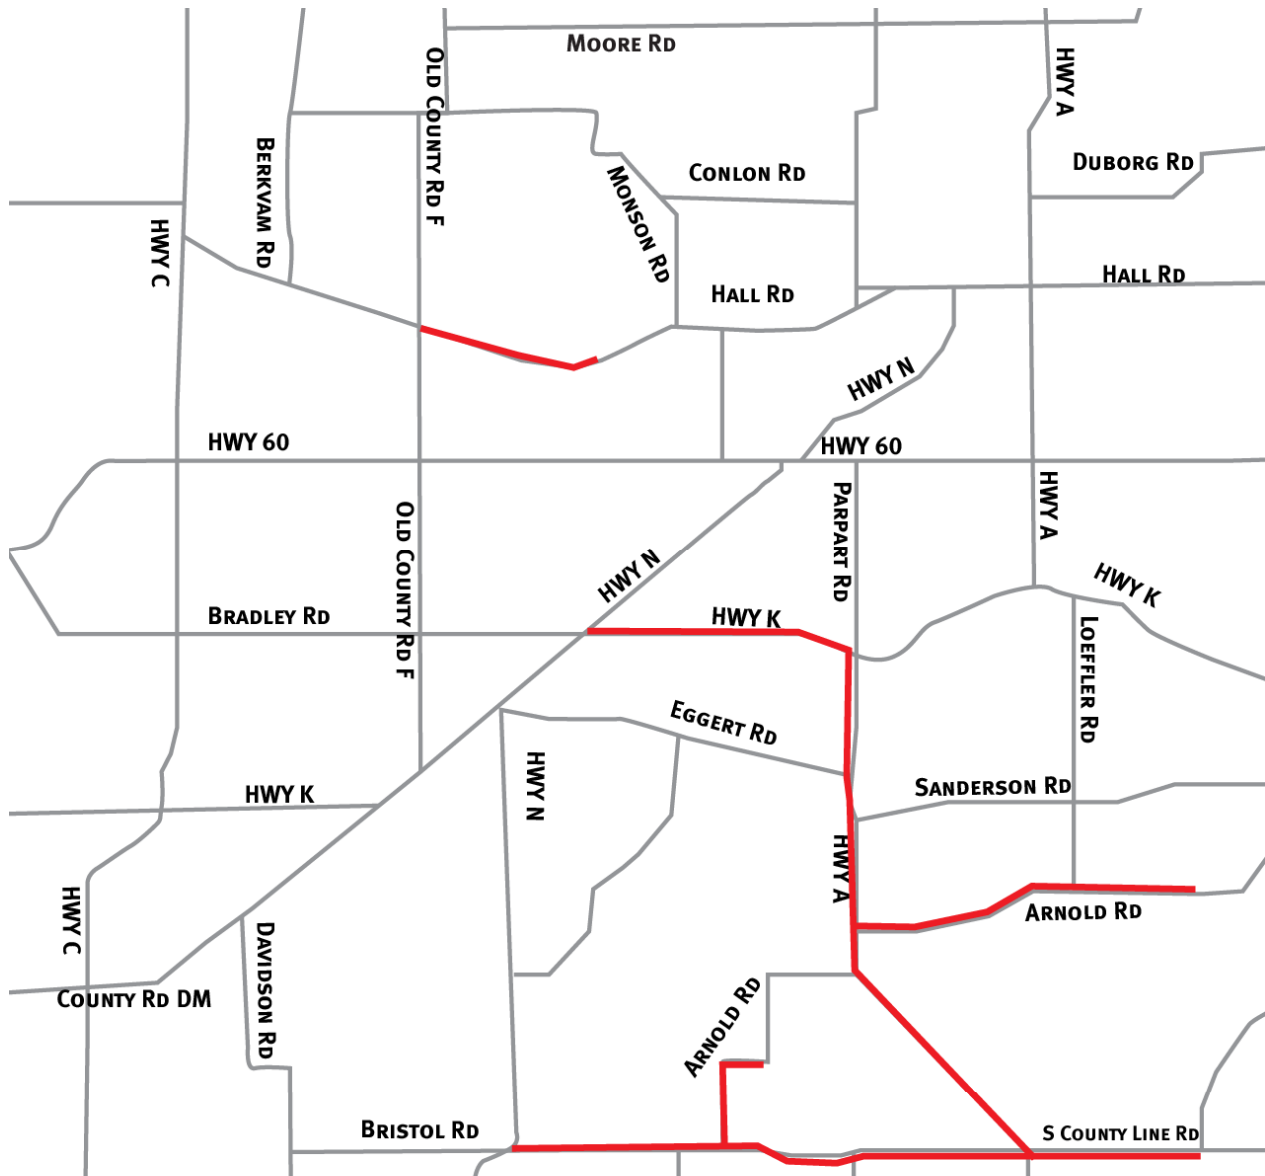 MOORE RD
OLD COUNTY RD F
HWY A
BERKVAM RD
CONLON RD
DUBORG RD
MONSON RD
HWY C
HALL RD
HALL RD
HWY N
HWY 60
HWY 60
PARPART RD
HWY A
OLD COUNTY RD F
HWY N
HWY K
BRADLEY RD
HWY K
LOEFFLER RD
EGGERT RD
HWY N
SANDERSON RD
HWY K
HWY A
HWY C
ARNOLD RD
DAVIDSON RD
COUNTY RD DM
ARNOLD RD
BRISTOL RD
S COUNTY LINE RD